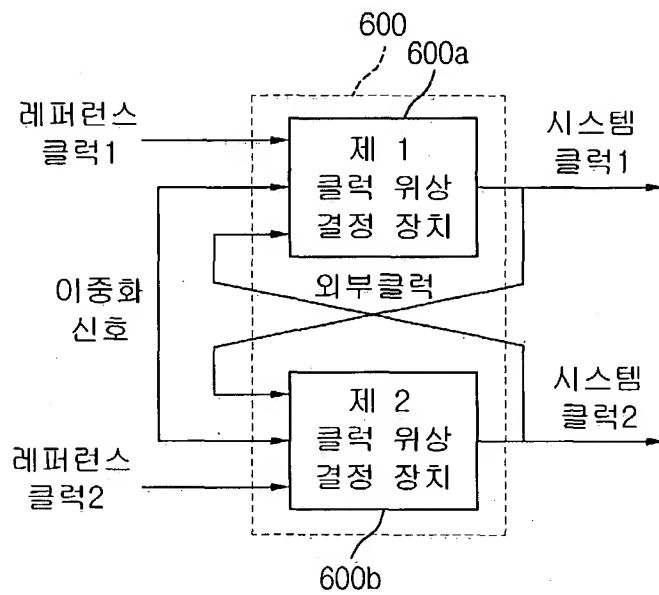 600
600a
레퍼런스
클럭1
제 1
클럭 위상
결정 장치
시스템
클럭1
이중화
신호
외부클럭
제 2
클럭 위상
결정 장치
시스템
클럭2
레퍼런스
클럭2
600b